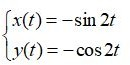 x(t) = −sin 2t
y(t) = −cos 2t